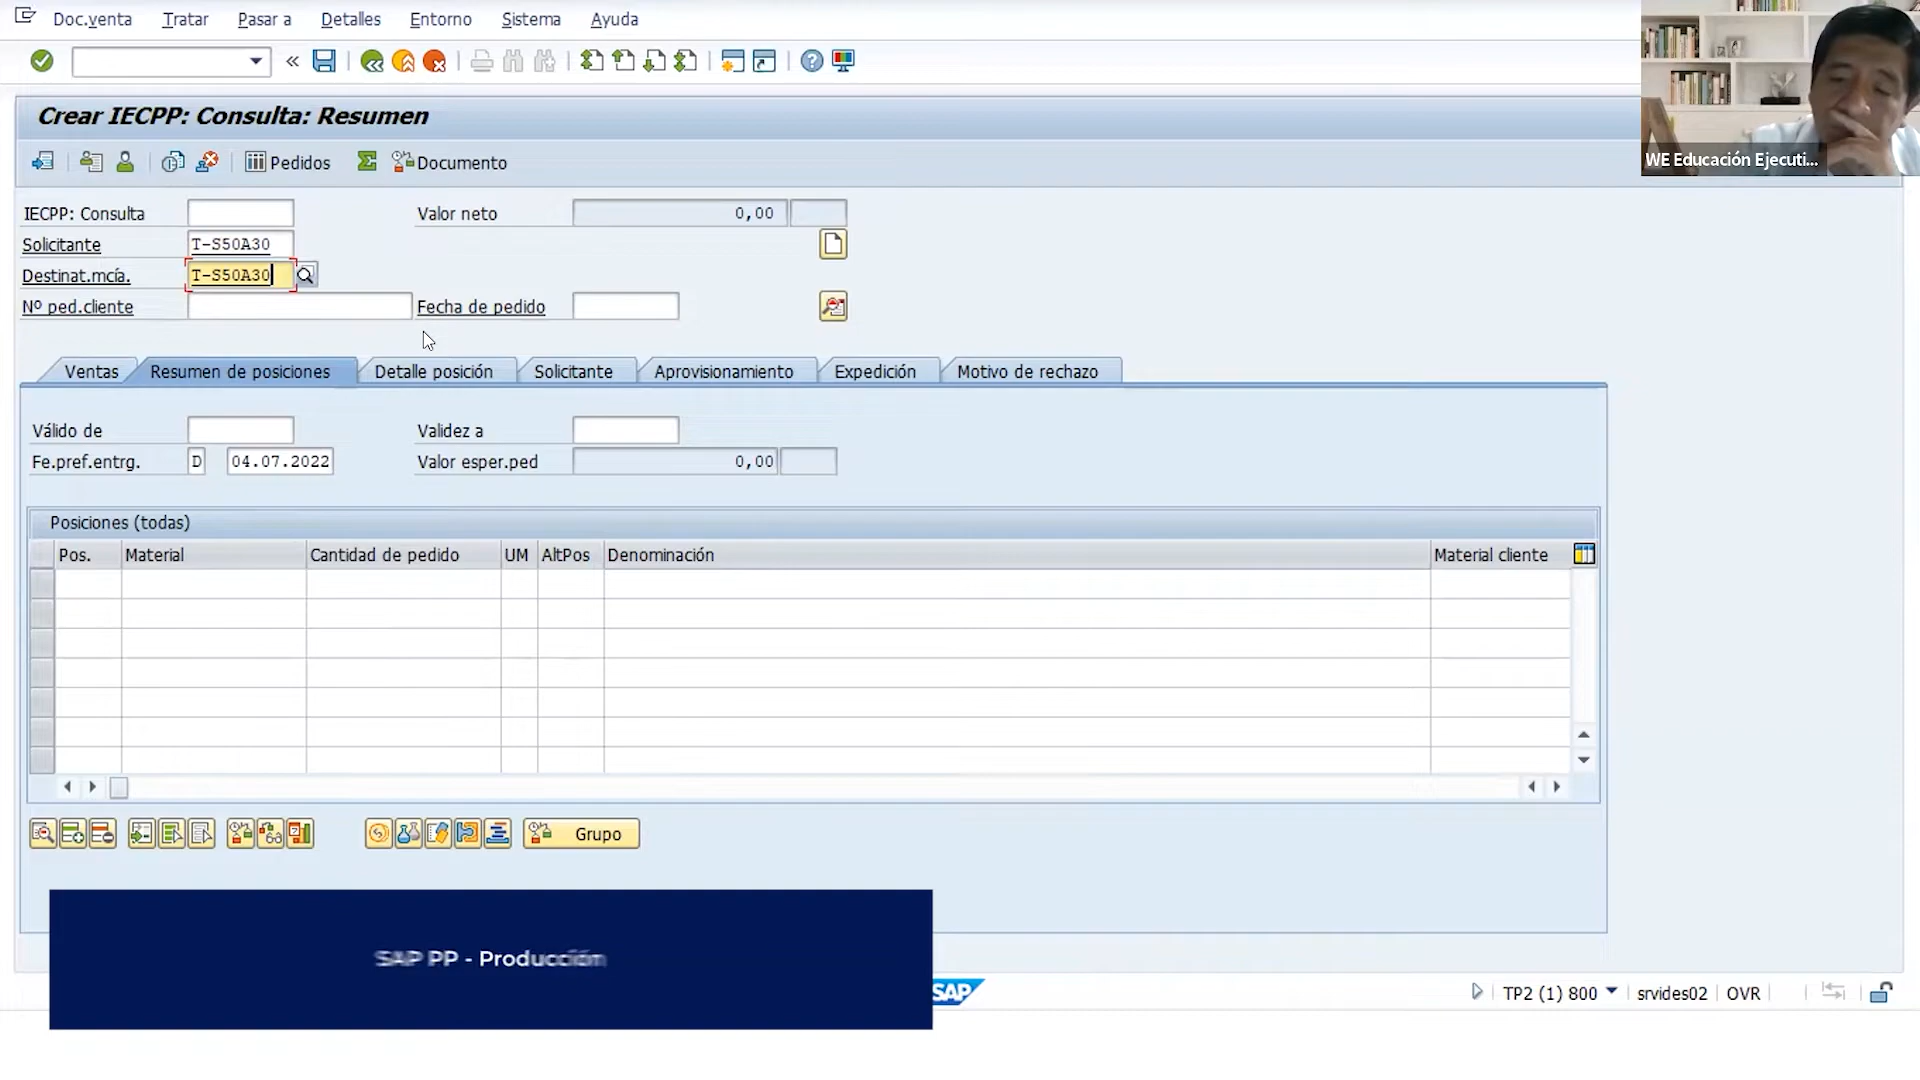 Doc.venta Tratar Pasar a Detalles Entorno Sistema Ayuda
Crear IECPP: Consulta: Resumen
Pedidos Documento
IECPP: Consulta Valor neto 0,00
Solicitante T-S50A30
Destinat.mcía. T-S50A30
Nº ped.cliente Fecha de pedido
Ventas Resumen de posiciones Detalle posición Solicitante Aprovisionamiento Expedición Motivo de rechazo
Válido de Validez a
Fe.pref.entrg. D 04.07.2022 Valor esper.ped 0,00
Posiciones (todas)
Pos. Material Cantidad de pedido UM AltPos Denominación Material cliente
Grupo
SAP PP - Producción
SAP TP2 (1) 800 srvides02 OVR
WE Educación Ejecuti...